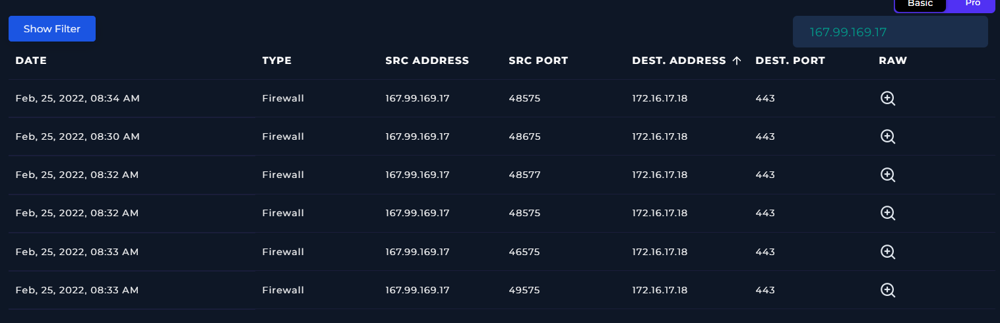 Basic Pro
Show Filter 167.99.169.17
DATE TYPE SRC ADDRESS SRC PORT DEST. ADDRESS ↑ DEST. PORT RAW
Feb, 25, 2022, 08:34 AM Firewall 167.99.169.17 48575 172.16.17.18 443
Feb, 25, 2022, 08:30 AM Firewall 167.99.169.17 48675 172.16.17.18 443
Feb, 25, 2022, 08:32 AM Firewall 167.99.169.17 48577 172.16.17.18 443
Feb, 25, 2022, 08:32 AM Firewall 167.99.169.17 48575 172.16.17.18 443
Feb, 25, 2022, 08:33 AM Firewall 167.99.169.17 46575 172.16.17.18 443
Feb, 25, 2022, 08:33 AM Firewall 167.99.169.17 49575 172.16.17.18 443